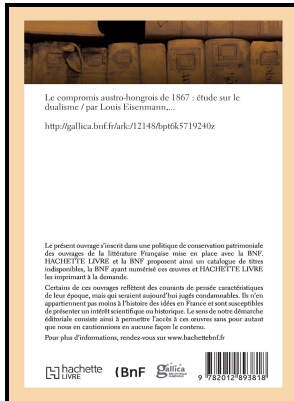 Le compromis austro-hongrois de 1867 : étude sur le
dualisme / par Louis Eisenmann,...
http://gallica.bnf.fr/ark:/12148/bpt6k5719240z
Le présent ouvrage s'inscrit dans une politique de conservation patrimoniale
des ouvrages de la littérature Française mise en place avec la BNF.
HACHETTE LIVRE et la BNF proposent ainsi un catalogue de titres
indisponibles, la BNF ayant numérisé ces œuvres et HACHETTE LIVRE
les imprimant à la demande.
Certains de ces ouvrages reflètent des courants de pensée caractéristiques
de leur époque, mais qui seraient aujourd'hui jugés condamnables. Ils n'en
appartiennent pas moins à l'histoire des idées en France et sont susceptibles
de présenter un intérêt scientifique ou historique. Le sens de notre démarche
éditoriale consiste ainsi à permettre l'accès à ces œuvres sans pour autant
que nous en cautionnions en aucune façon le contenu.
Pour plus d'informations, rendez-vous sur www.hachettebnf.fr
hachette
LIVRE
{BnF
gallica
9 782012 893818